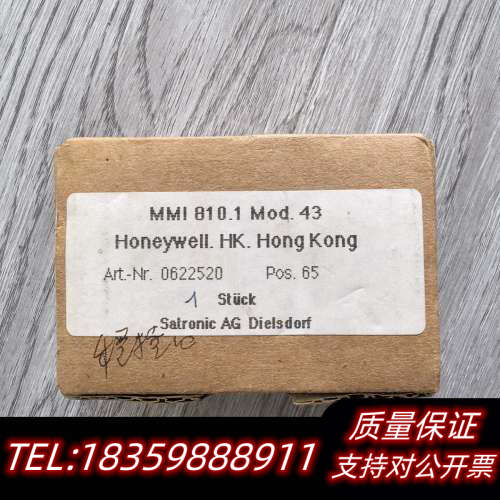 MMI 810.1 Mod. 43
Honeywell. HK. Hong Kong
Art.-Nr. 0622520 Pos. 65
1 Stück
Satronic AG Dielsdorf
质量保证
TEL:18359888911
支持对公开票